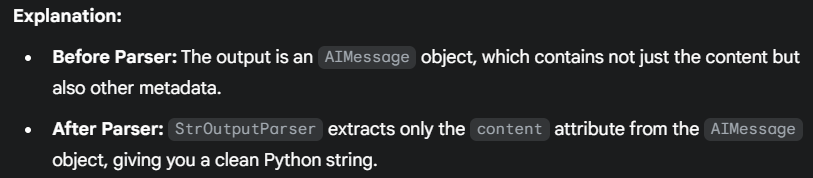 Explanation:
• Before Parser: The output is an AIMessage object, which contains not just the content but
also other metadata.
• After Parser: StrOutputParser extracts only the content attribute from the AIMessage
object, giving you a clean Python string.